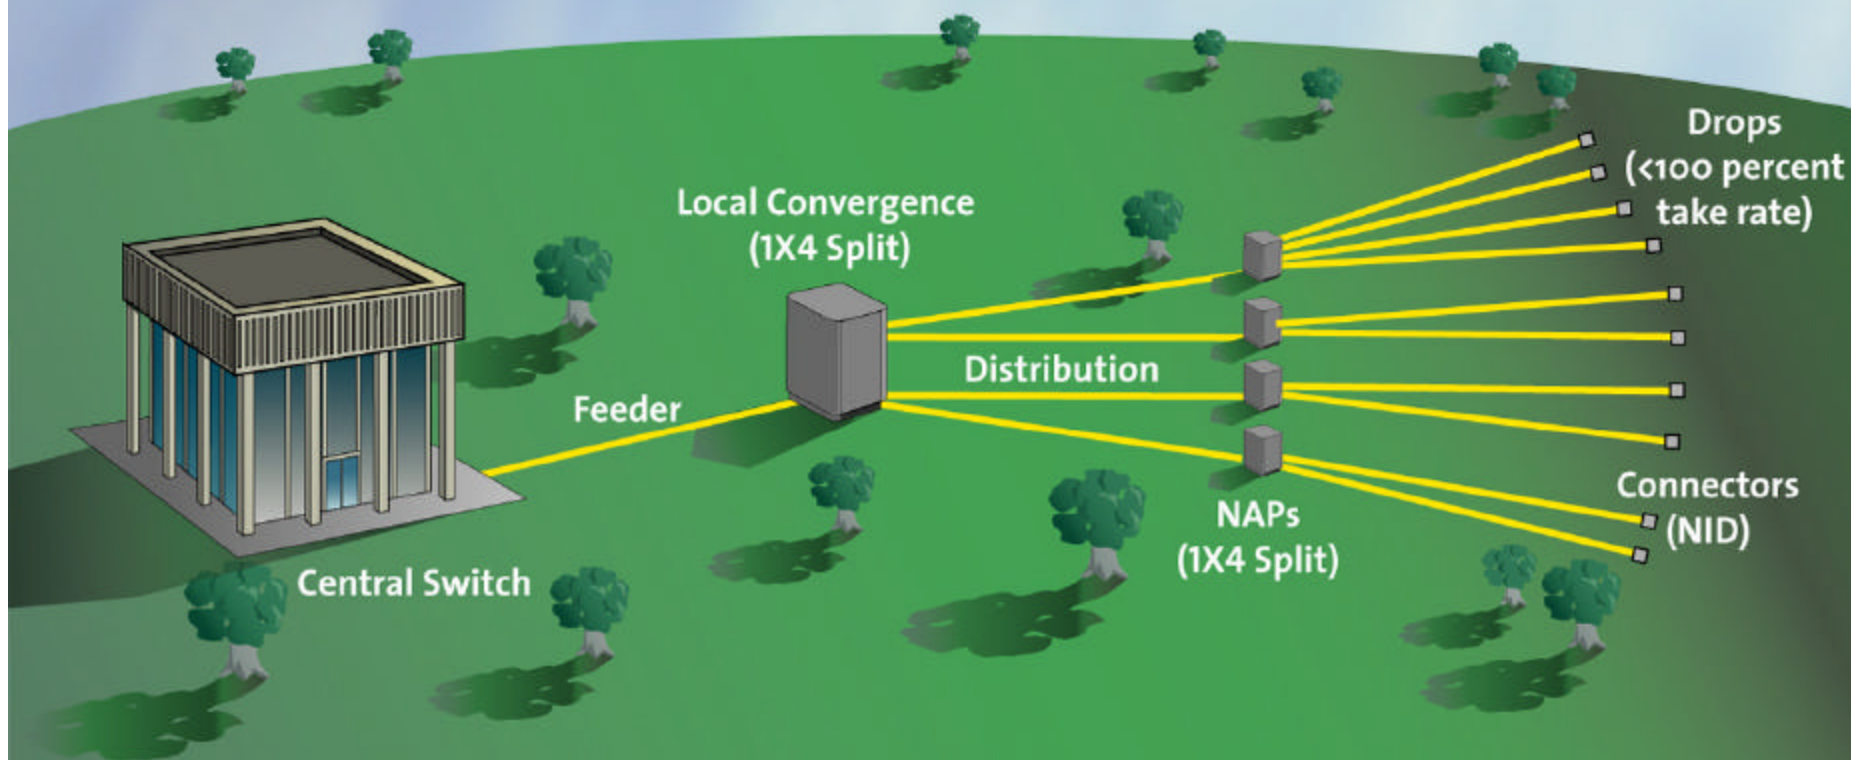 Drops
(<100 percent
take rate)
Local Convergence
(1X4 Split)
Distribution
Feeder
Connectors
(NID)
NAPs
(1X4 Split)
Central Switch